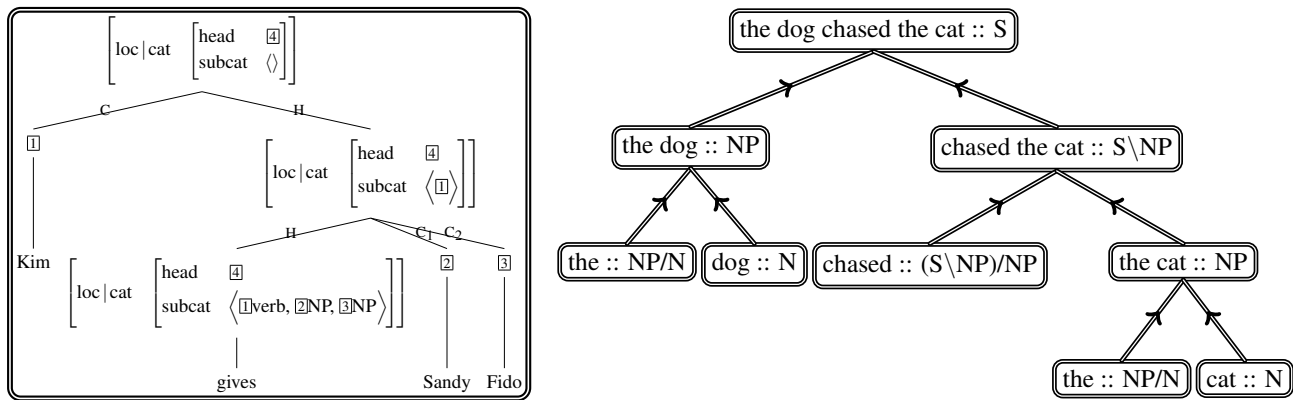 loc|cat [head 4
subcat ⟨⟩]
C H
1
loc|cat [head 4
subcat ⟨1⟩]
H C1 C2
Kim
loc|cat [head 4
subcat ⟨1verb, 2NP, 3NP⟩]
2 3
gives Sandy Fido
the dog chased the cat :: S
the dog :: NP
chased the cat :: S\NP
the :: NP/N
dog :: N
chased :: (S\NP)/NP
the cat :: NP
the :: NP/N
cat :: N